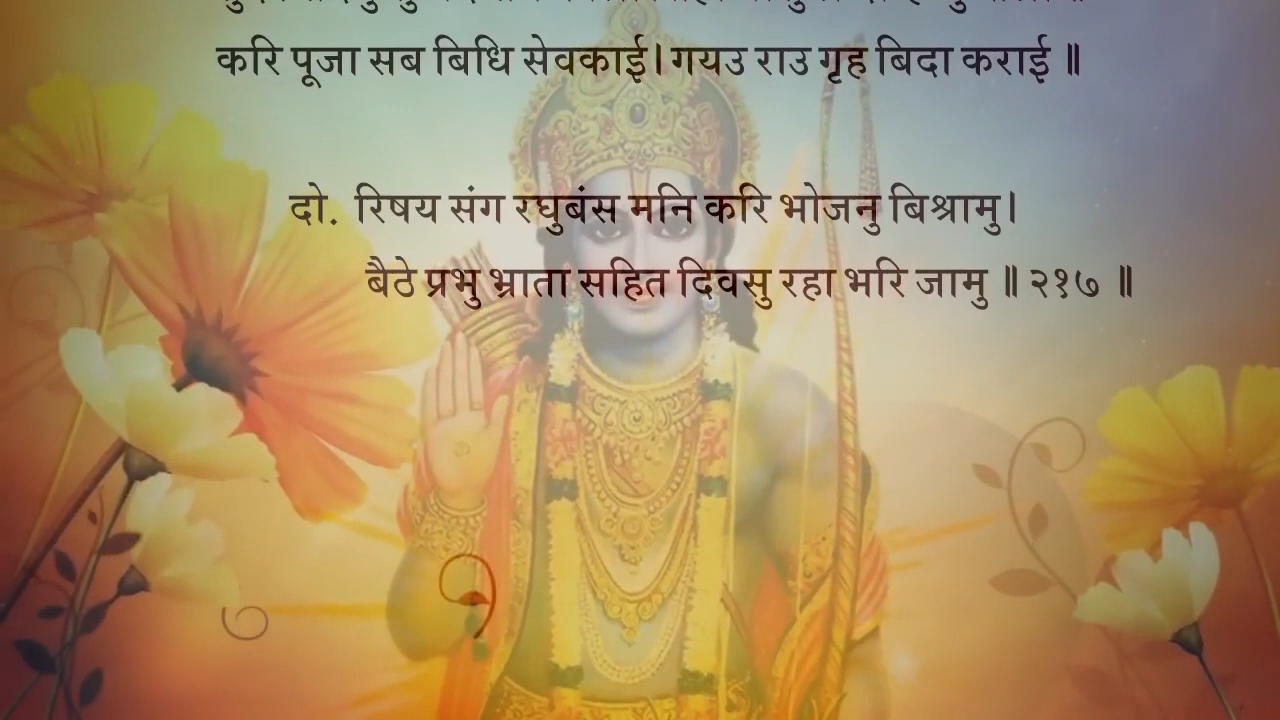 करि पूजा सब बिधि सेवकाई। गयउ राउ गृह बिदा कराई ॥
दो. रिषय संग रघुबंस मनि करि भोजनु बिश्रामु।
बैठे प्रभु भ्राता सहित दिवसु रहा भरि जामु ॥ २१७ ॥